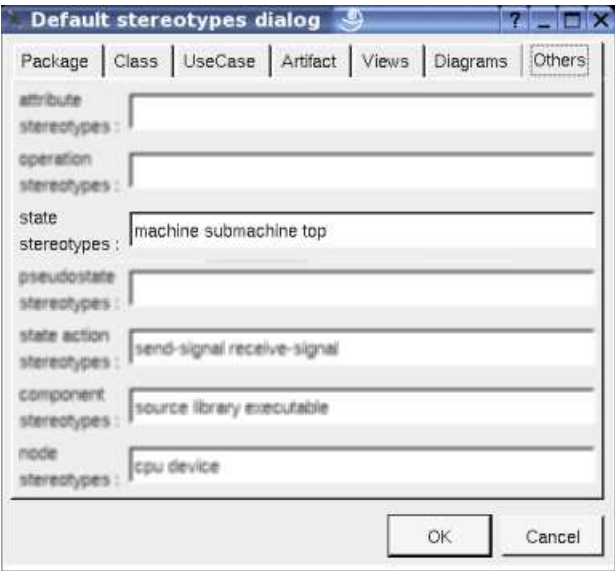 Default stereotypes dialog ? _ □ X
Package Class UseCase Artifact Views Diagrams Others
attribute
stereotypes :
operation
stereotypes :
state
stereotypes : machine submachine top
pseudostate
stereotypes :
state action
stereotypes : send-signal receive-signal
component
stereotypes : source library executable
node
stereotypes : cpu device
OK Cancel